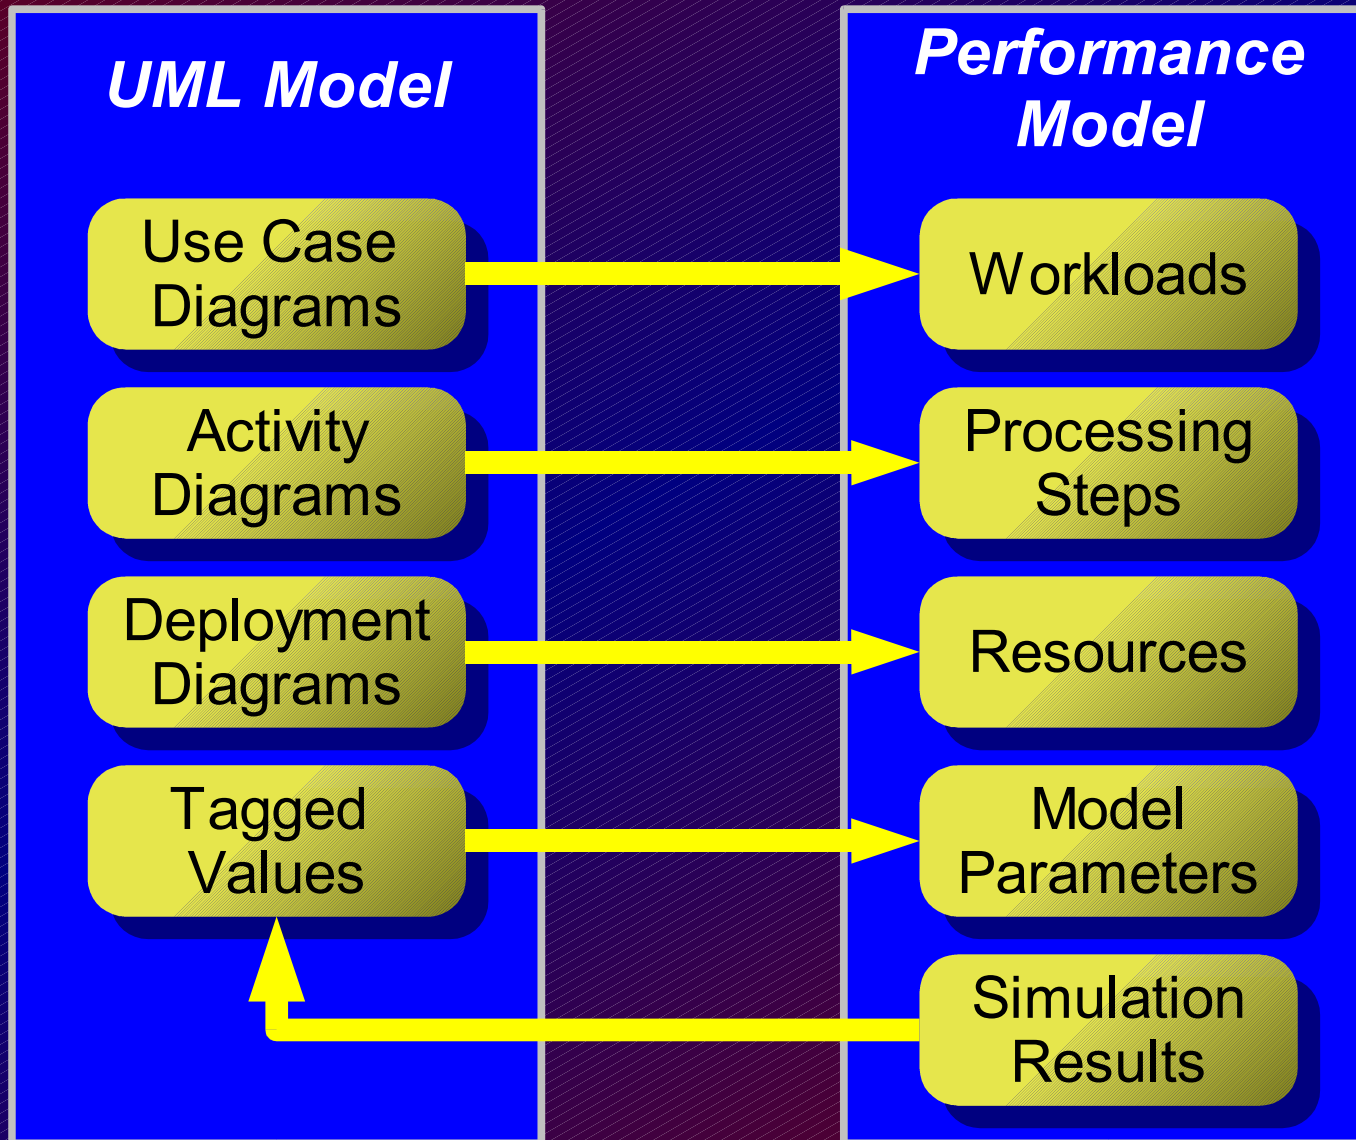 UML Model
Use Case
Diagrams
Activity
Diagrams
Deployment
Diagrams
Tagged
Values
Performance
Model
Workloads
Processing
Steps
Resources
Model
Parameters
Simulation
Results